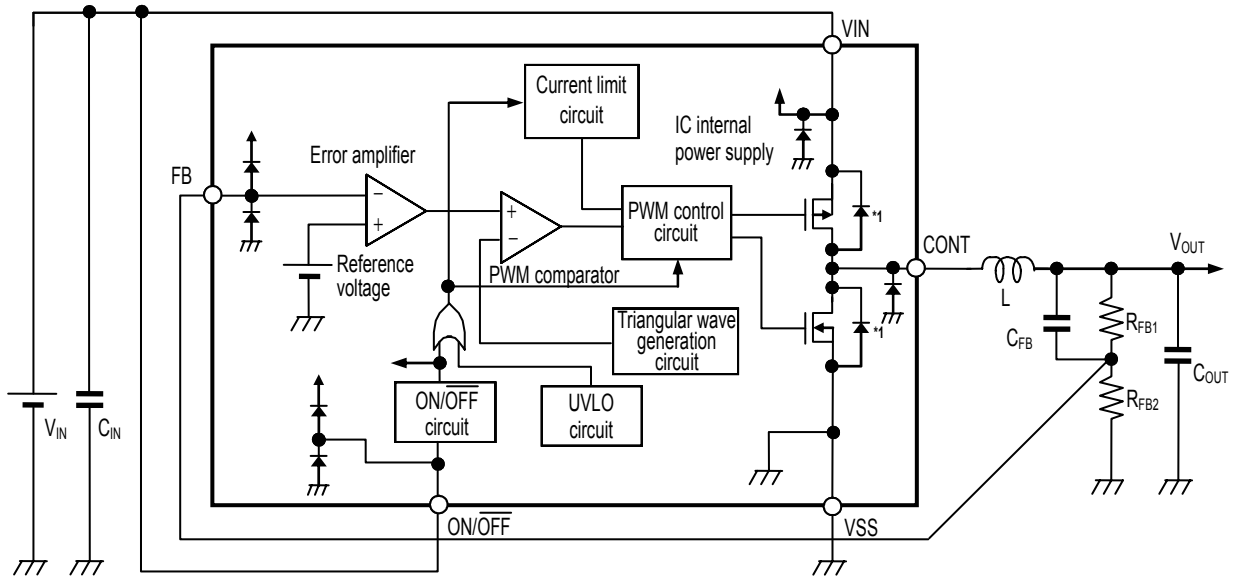 VIN
Current limit
circuit
IC internal
power supply
Error amplifier
FB
−
+
+
−
PWM control
circuit
*1
CONT
VOUT
Reference
voltage
PWM comparator
L
CFB
RFB1
Triangular wave
generation
circuit
*1
COUT
ON/O̅F̅F̅
circuit
UVLO
circuit
RFB2
VIN
CIN
ON/O̅F̅F̅
VSS